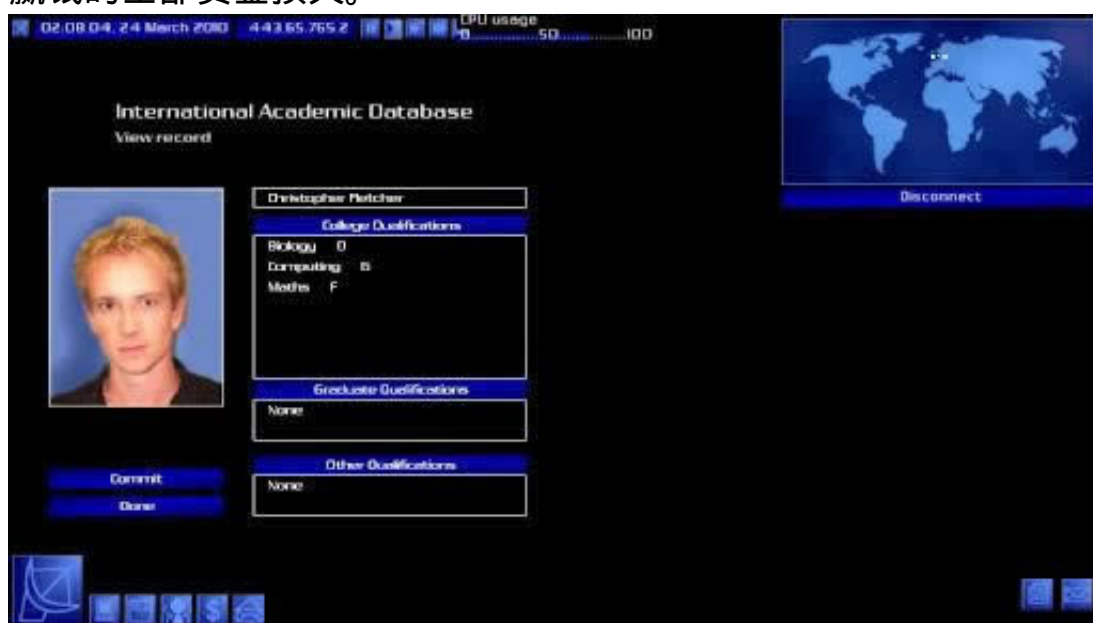 02:08:04, 24 March 2010 443.65.765.2 CPU usage
0 50 100
International Academic Database
View record
Christopher Fletcher
Disconnect
College Qualifications
Biology D
Computing B
Maths F
Graduate Qualifications
None
Other Qualifications
None
Commit
Done